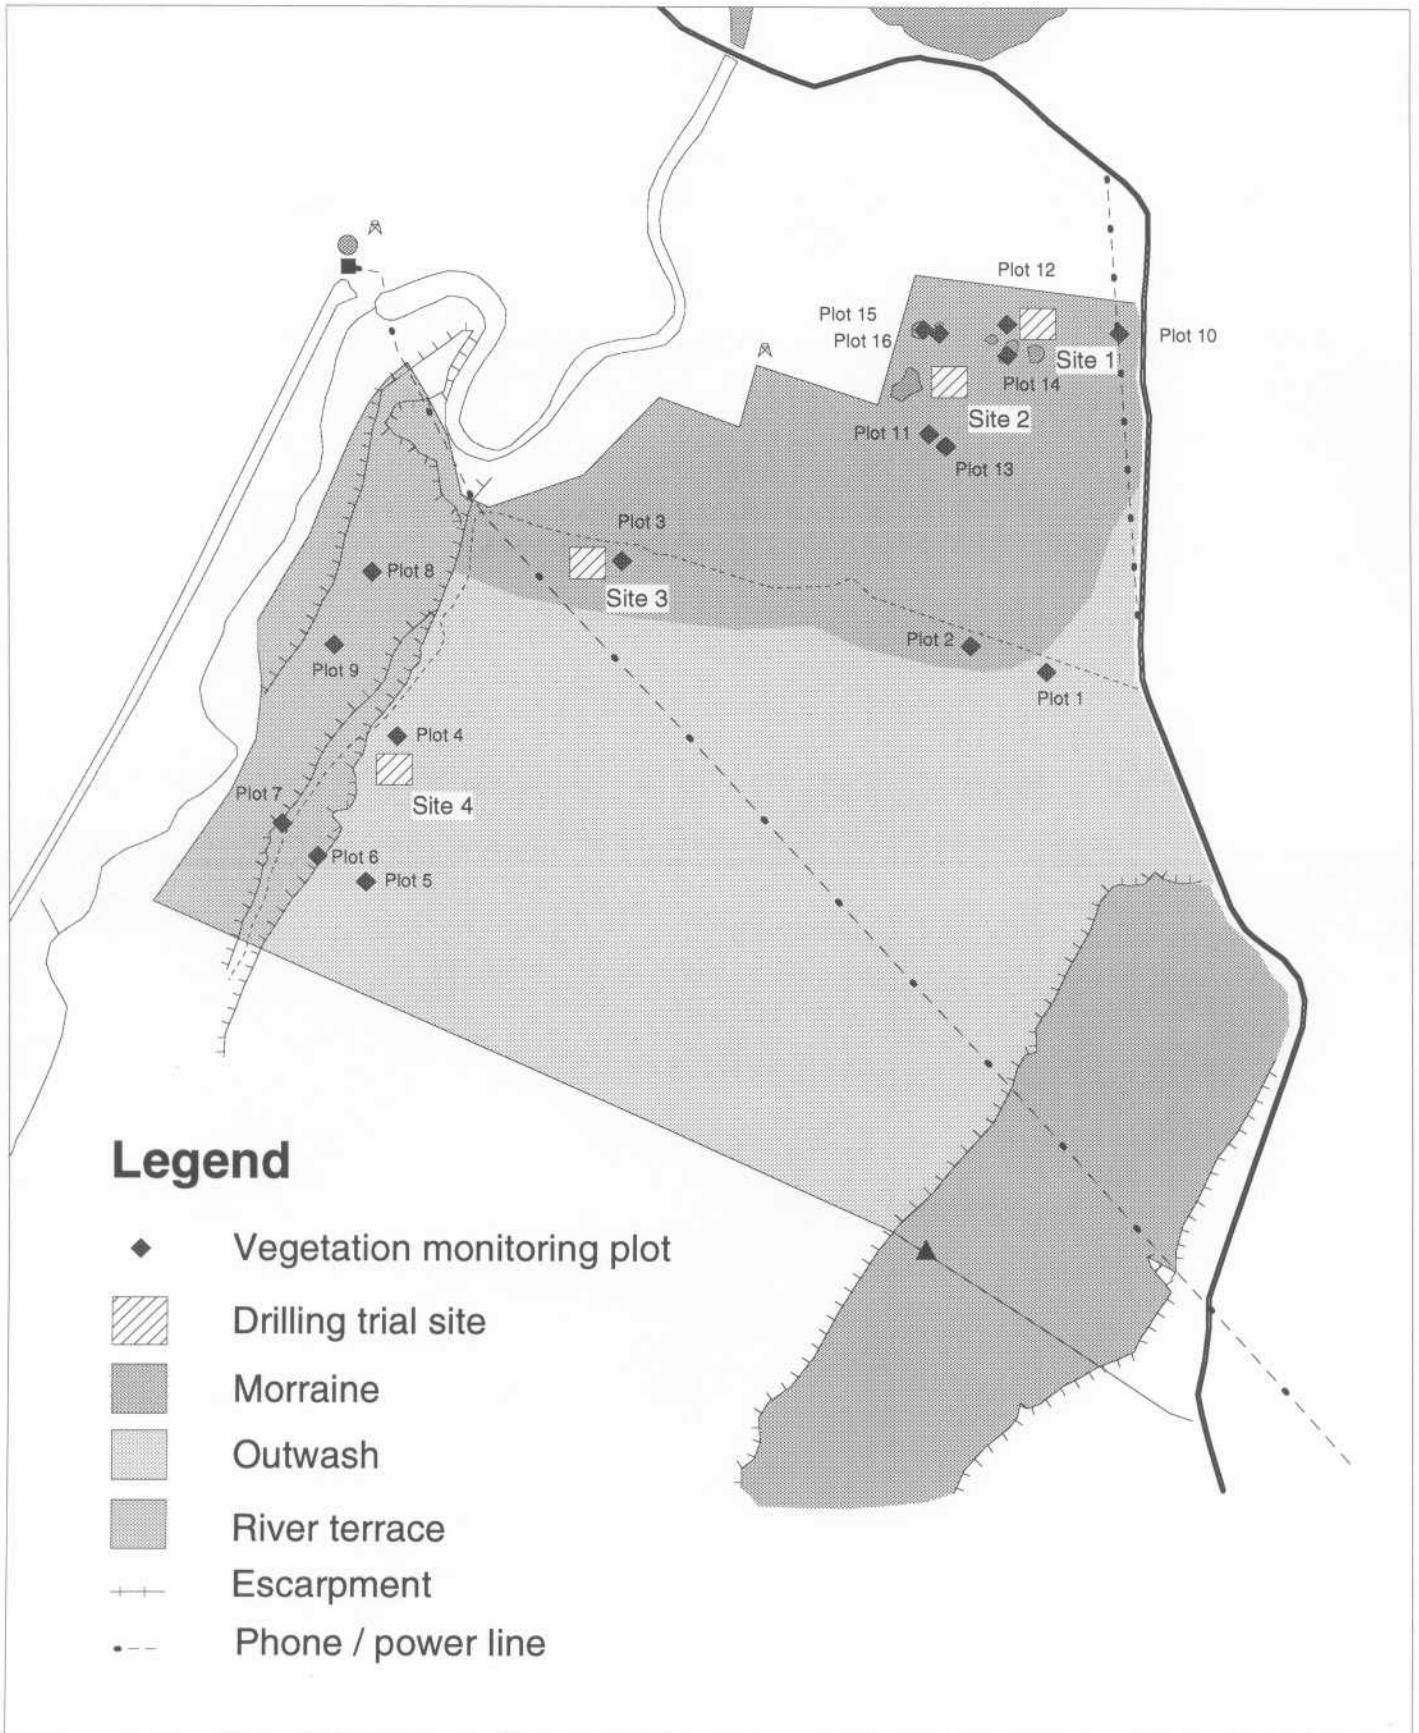 Plot 12
Plot 15
Plot 16
Plot 10
Site 1
Plot 14
Site 2
Plot 11
Plot 13
Plot 3
Plot 8
Site 3
Plot 2
Plot 9
Plot 1
Plot 4
Plot 7
Site 4
Plot 6
Plot 5
Legend
Vegetation monitoring plot
Drilling trial site
Morraine
Outwash
River terrace
Escarpment
Phone / power line